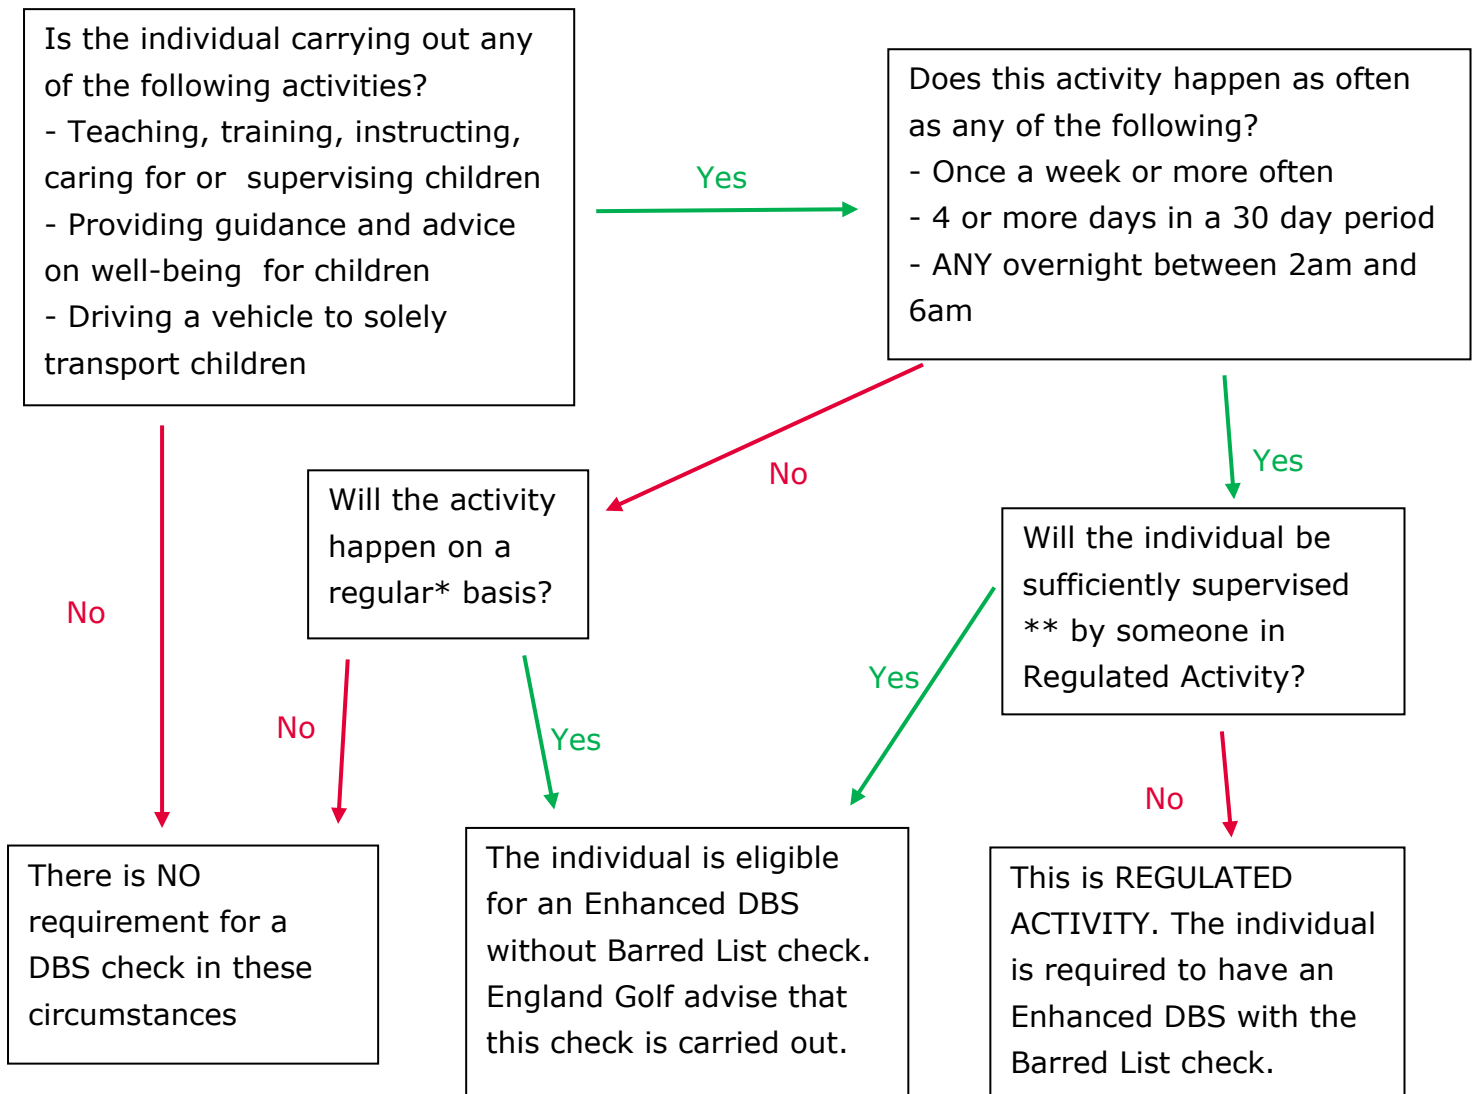 Is the individual carrying out any
of the following activities?
- Teaching, training, instructing,
caring for or  supervising children
- Providing guidance and advice
on well-being  for children
- Driving a vehicle to solely
transport children
Yes
Does this activity happen as often
as any of the following?
- Once a week or more often
- 4 or more days in a 30 day period
- ANY overnight between 2am and
6am
No
Yes
Will the activity
happen on a
regular* basis?
Will the individual be
sufficiently supervised
** by someone in
Regulated Activity?
No
No
Yes
Yes
No
There is NO
requirement for a
DBS check in these
circumstances
The individual is eligible
for an Enhanced DBS
without Barred List check.
England Golf advise that
this check is carried out.
This is REGULATED
ACTIVITY. The individual
is required to have an
Enhanced DBS with the
Barred List check.